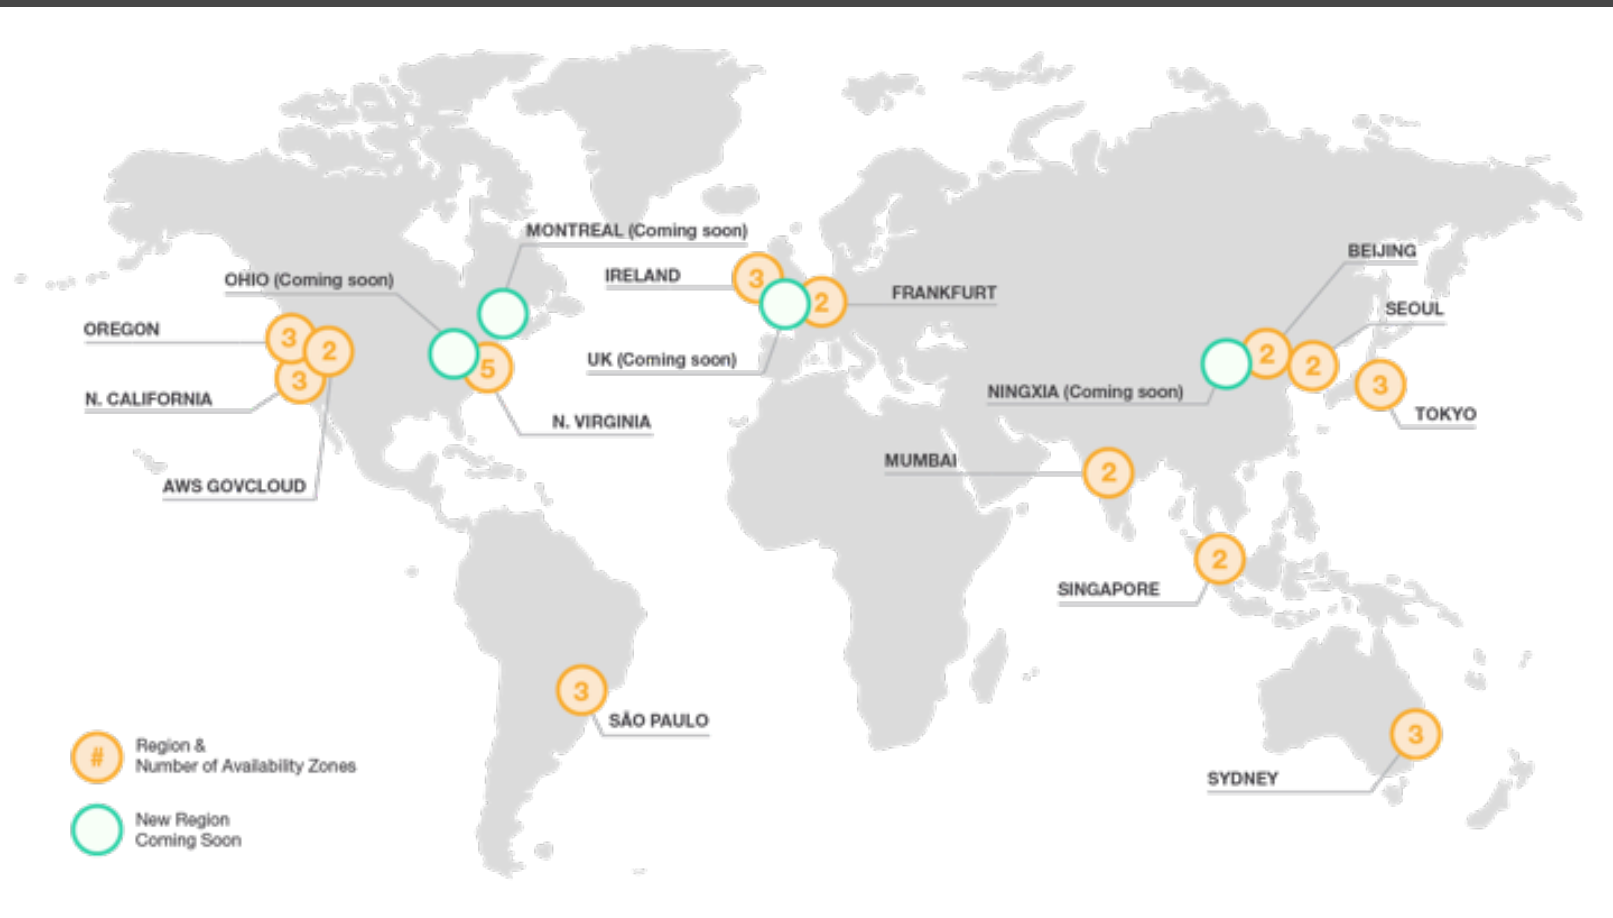 MONTREAL (Coming soon)
BEIJING
OHIO (Coming soon)
IRELAND
3
2
FRANKFURT
SEOUL
OREGON
3
2
3
N. CALIFORNIA
5
UK (Coming soon)
2
2
3
NINGXIA (Coming soon)
TOKYO
N. VIRGINIA
MUMBAI
2
AWS GOVCLOUD
2
SINGAPORE
3
SÃO PAULO
3
SYDNEY
#
Region &
Number of Availability Zones
New Region
Coming Soon